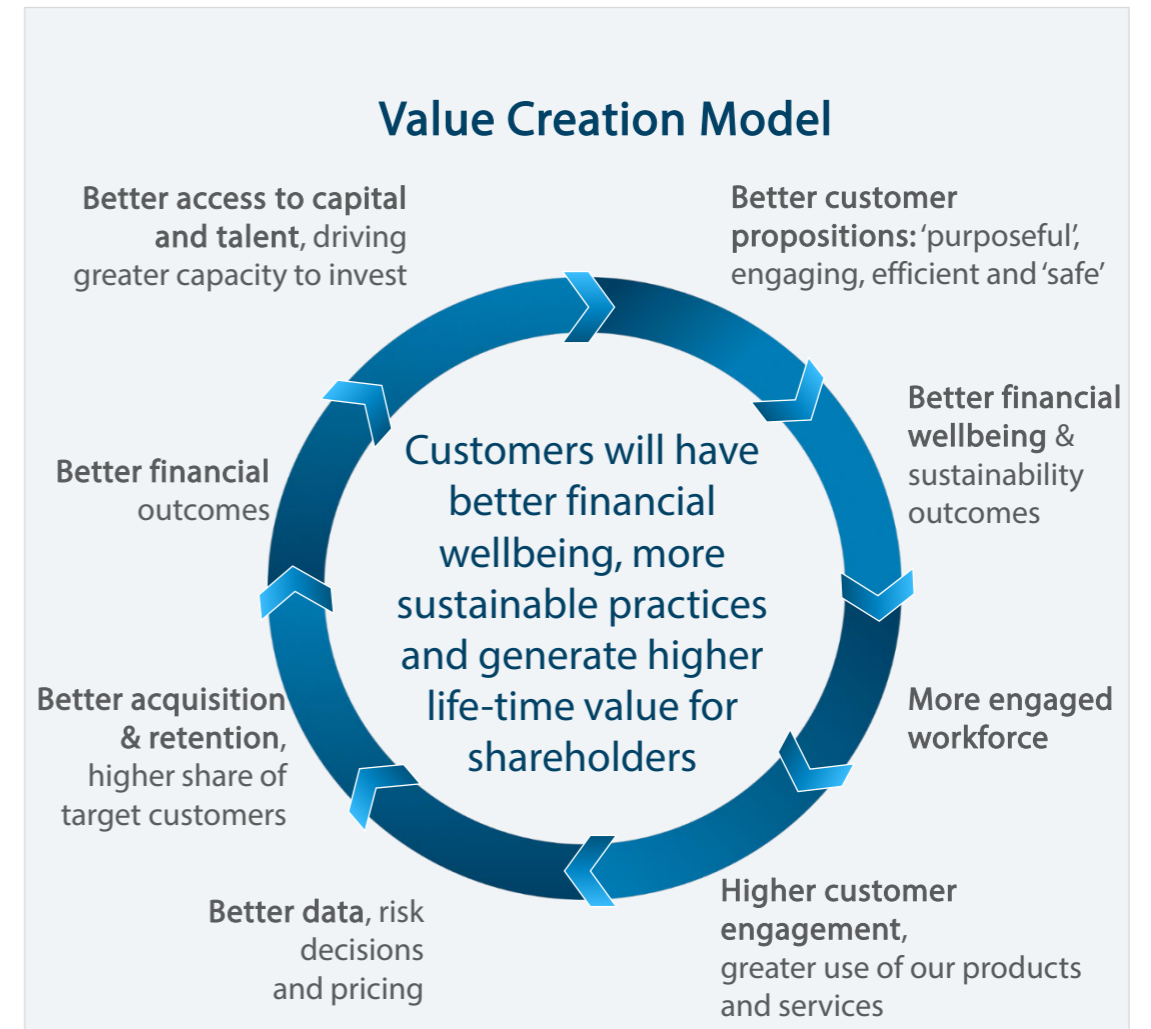 Value Creation Model
Better access to capital
and talent, driving
greater capacity to invest
Better customer
propositions: ‘purposeful’,
engaging, efficient and ‘safe’
Better financial
wellbeing &
sustainability
outcomes
More engaged
workforce
Higher customer
engagement,
greater use of our products
and services
Better data, risk
decisions
and pricing
Better acquisition
& retention,
higher share of
target customers
Better financial
outcomes
Customers will have
better financial
wellbeing, more
sustainable practices
and generate higher
life-time value for
shareholders